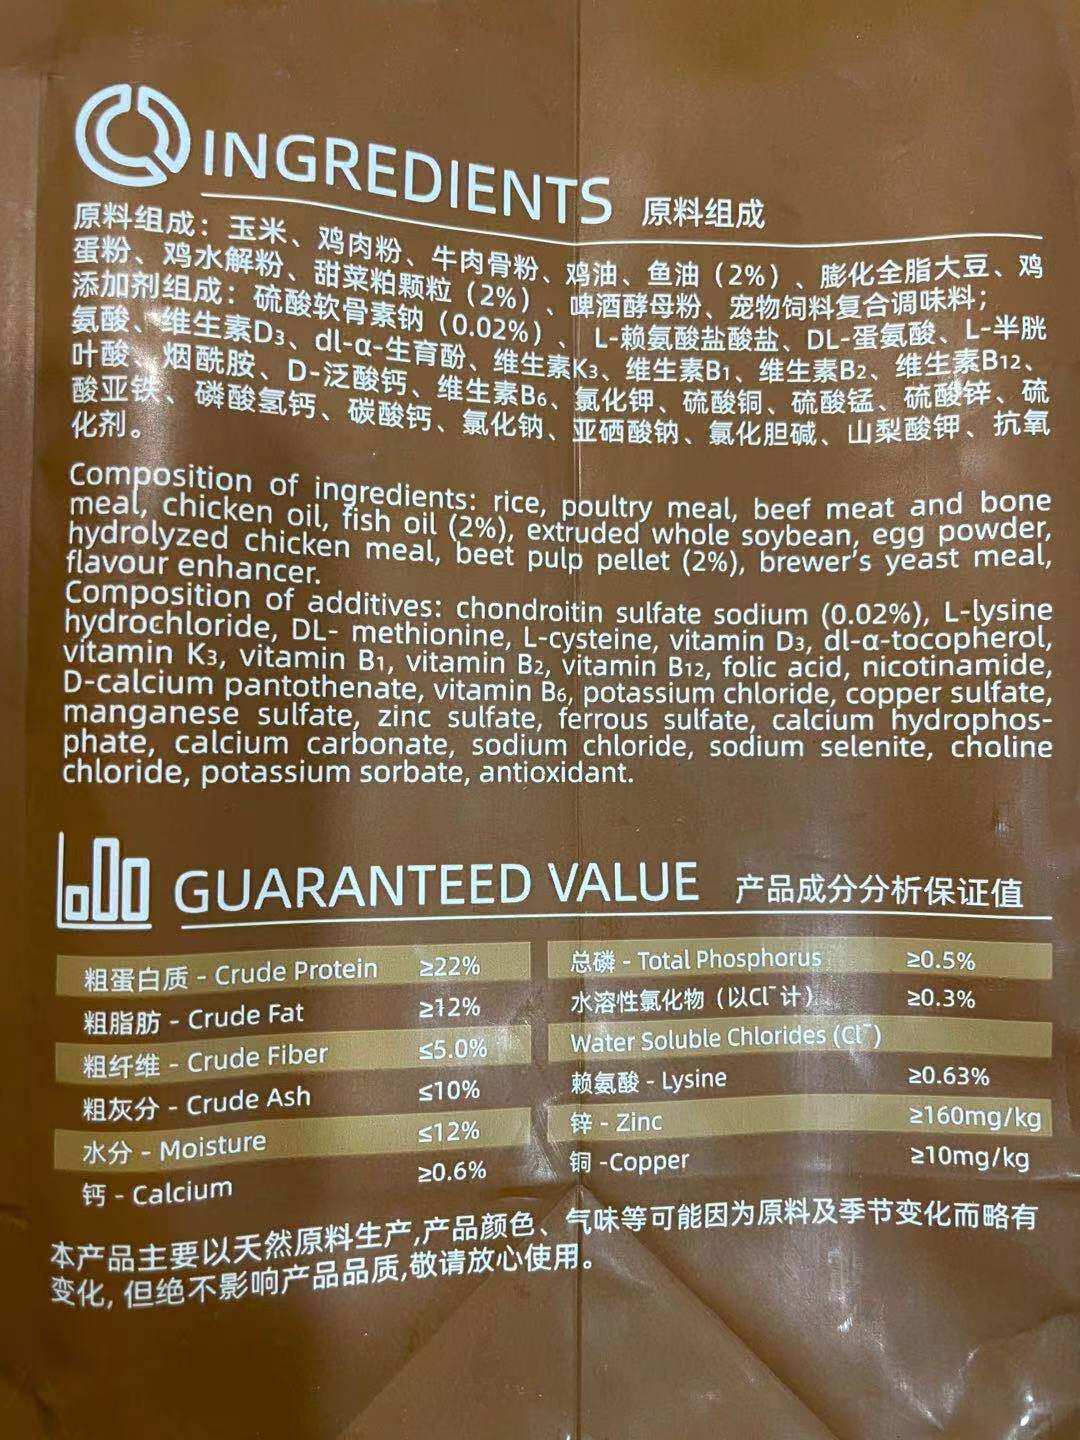 INGREDIENTS 原料组成
原料组成：玉米、鸡肉粉、牛肉骨粉、鸡油、鱼油（2%）、膨化全脂大豆、鸡
蛋粉、鸡水解粉、甜菜粕颗粒（2%）、啤酒酵母粉、宠物饲料复合调味料；
添加剂组成：硫酸软骨素钠（0.02%）、L-赖氨酸盐酸盐、DL-蛋氨酸、L-半胱
氨酸、维生素D3、dl-α-生育酚、维生素K3、维生素B1、维生素B2、维生素B12、
叶酸、烟酰胺、D-泛酸钙、维生素B6、氯化钾、硫酸铜、硫酸锰、硫酸锌、硫
酸亚铁、磷酸氢钙、碳酸钙、氯化钠、亚硒酸钠、氯化胆碱、山梨酸钾、抗氧
化剂。
Composition of ingredients: rice, poultry meal, beef meat and bone
meal, chicken oil, fish oil (2%), extruded whole soybean, egg powder,
hydrolyzed chicken meal, beet pulp pellet (2%), brewer's yeast meal,
flavour enhancer.
Composition of additives: chondroitin sulfate sodium (0.02%), L-lysine
hydrochloride, DL- methionine, L-cysteine, vitamin D3, dl-α-tocopherol,
vitamin K3, vitamin B1, vitamin B2, vitamin B12, folic acid, nicotinamide,
D-calcium pantothenate, vitamin B6, potassium chloride, copper sulfate,
manganese sulfate, zinc sulfate, ferrous sulfate, calcium hydrophos-
phate, calcium carbonate, sodium chloride, sodium selenite, choline
chloride, potassium sorbate, antioxidant.
GUARANTEED VALUE 产品成分分析保证值
粗蛋白质 - Crude Protein ≥22%
粗脂肪 - Crude Fat ≥12%
粗纤维 - Crude Fiber ≤5.0%
粗灰分 - Crude Ash ≤10%
水分 - Moisture ≤12%
钙 - Calcium ≥0.6%
总磷 - Total Phosphorus ≥0.5%
水溶性氯化物（以Cl⁻计） ≥0.3%
Water Soluble Chlorides (Cl⁻)
赖氨酸 - Lysine ≥0.63%
锌 - Zinc ≥160mg/kg
铜 -Copper ≥10mg/kg
本产品主要以天然原料生产,产品颜色、气味等可能因为原料及季节变化而略有
变化, 但绝不影响产品品质,敬请放心使用。